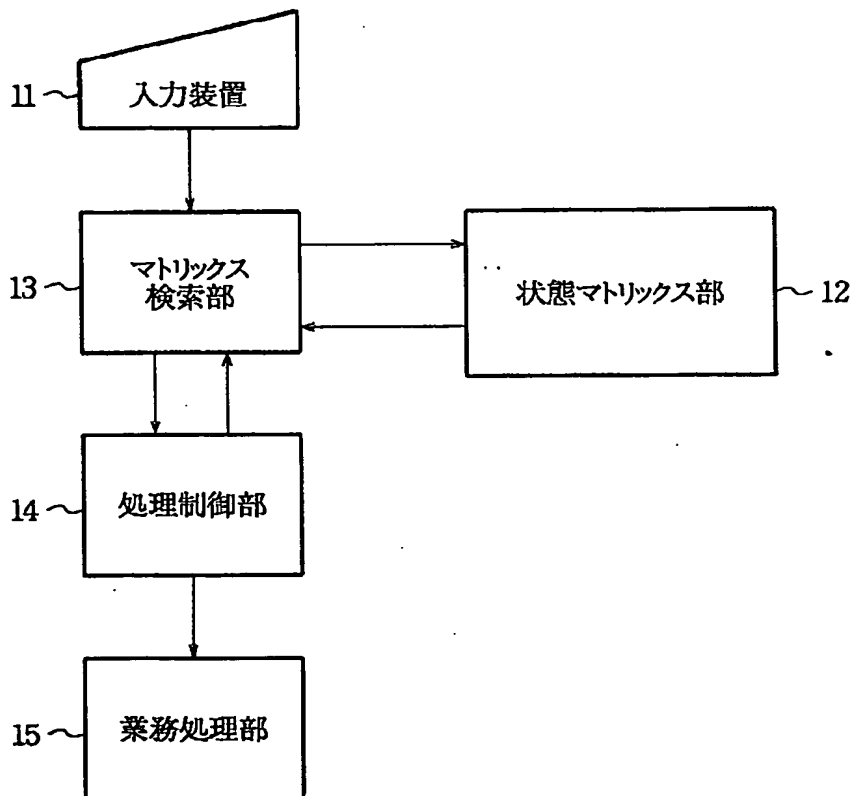 11
入力装置
13
マトリックス
検索部
状態マトリックス部
12
14
処理制御部
15
業務処理部